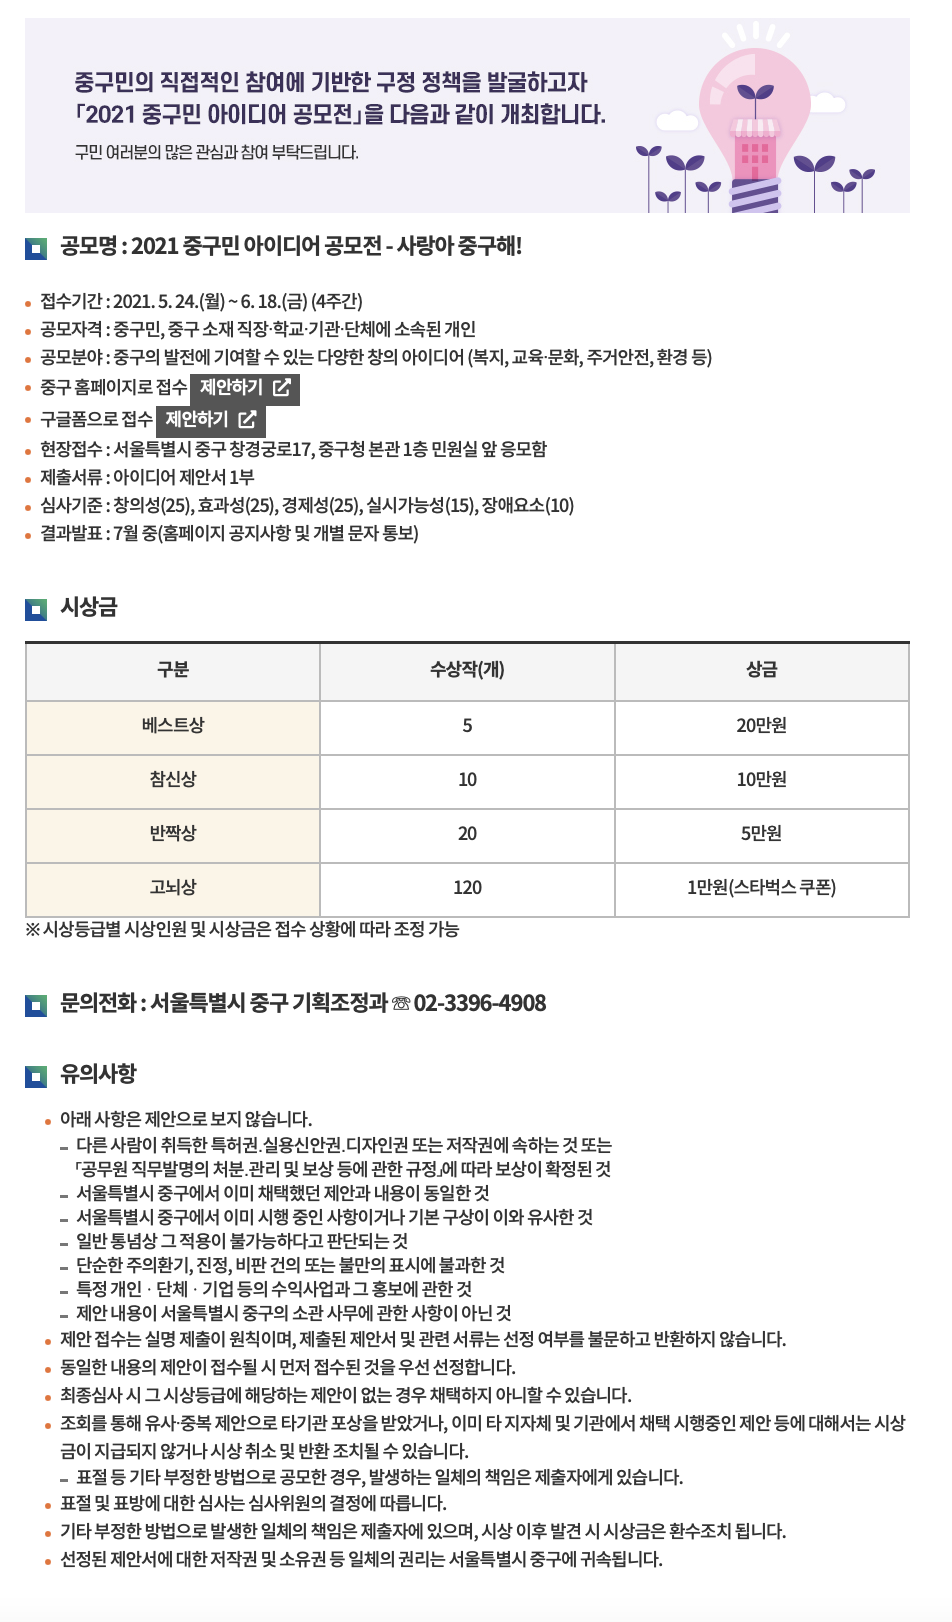 중구민의 직접적인 참여에 기반한 구정 정책을 발굴하고자
「2021 중구민 아이디어 공모전」을 다음과 같이 개최합니다.
구민 여러분의 많은 관심과 참여 부탁드립니다.
공모명 : 2021 중구민 아이디어 공모전 - 사랑아 중구해!
접수기간 : 2021. 5. 24.(월) ~ 6. 18.(금) (4주간)
공모자격 : 중구민, 중구 소재 직장·학교·기관·단체에 소속된 개인
공모분야 : 중구의 발전에 기여할 수 있는 다양한 창의 아이디어 (복지, 교육·문화, 주거안전, 환경 등)
중구 홈페이지로 접수 제안하기
구글폼으로 접수 제안하기
현장접수 : 서울특별시 중구 창경궁로17, 중구청 본관 1층 민원실 앞 응모함
제출서류 : 아이디어 제안서 1부
심사기준 : 창의성(25), 효과성(25), 경제성(25), 실시가능성(15), 장애요소(10)
결과발표 : 7월 중(홈페이지 공지사항 및 개별 문자 통보)
시상금
구분 수상작(개) 상금
베스트상 5 20만원
참신상 10 10만원
반짝상 20 5만원
고뇌상 120 1만원(스타벅스 쿠폰)
※ 시상등급별 시상인원 및 시상금은 접수 상황에 따라 조정 가능
문의전화 : 서울특별시 중구 기획조정과 ☏ 02-3396-4908
유의사항
아래 사항은 제안으로 보지 않습니다.
다른 사람이 취득한 특허권.실용신안권.디자인권 또는 저작권에 속하는 것 또는
「공무원 직무발명의 처분.관리 및 보상 등에 관한 규정」에 따라 보상이 확정된 것
서울특별시 중구에서 이미 채택했던 제안과 내용이 동일한 것
서울특별시 중구에서 이미 시행 중인 사항이거나 기본 구상이 이와 유사한 것
일반 통념상 그 적용이 불가능하다고 판단되는 것
단순한 주의환기, 진정, 비판 건의 또는 불만의 표시에 불과한 것
특정 개인 · 단체 · 기업 등의 수익사업과 그 홍보에 관한 것
제안 내용이 서울특별시 중구의 소관 사무에 관한 사항이 아닌 것
제안 접수는 실명 제출이 원칙이며, 제출된 제안서 및 관련 서류는 선정 여부를 불문하고 반환하지 않습니다.
동일한 내용의 제안이 접수될 시 먼저 접수된 것을 우선 선정합니다.
최종심사 시 그 시상등급에 해당하는 제안이 없는 경우 채택하지 아니할 수 있습니다.
조회를 통해 유사·중복 제안으로 타기관 포상을 받았거나, 이미 타 지자체 및 기관에서 채택 시행중인 제안 등에 대해서는 시상
금이 지급되지 않거나 시상 취소 및 반환 조치될 수 있습니다.
표절 등 기타 부정한 방법으로 공모한 경우, 발생하는 일체의 책임은 제출자에게 있습니다.
표절 및 표방에 대한 심사는 심사위원의 결정에 따릅니다.
기타 부정한 방법으로 발생한 일체의 책임은 제출자에 있으며, 시상 이후 발견 시 시상금은 환수조치 됩니다.
선정된 제안서에 대한 저작권 및 소유권 등 일체의 권리는 서울특별시 중구에 귀속됩니다.